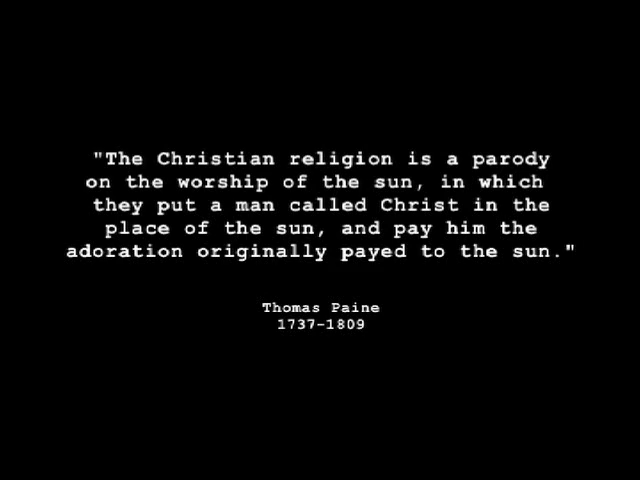 "The Christian religion is a parody
on the worship of the sun, in which
they put a man called Christ in the
place of the sun, and pay him the
adoration originally payed to the sun."
Thomas Paine
1737-1809